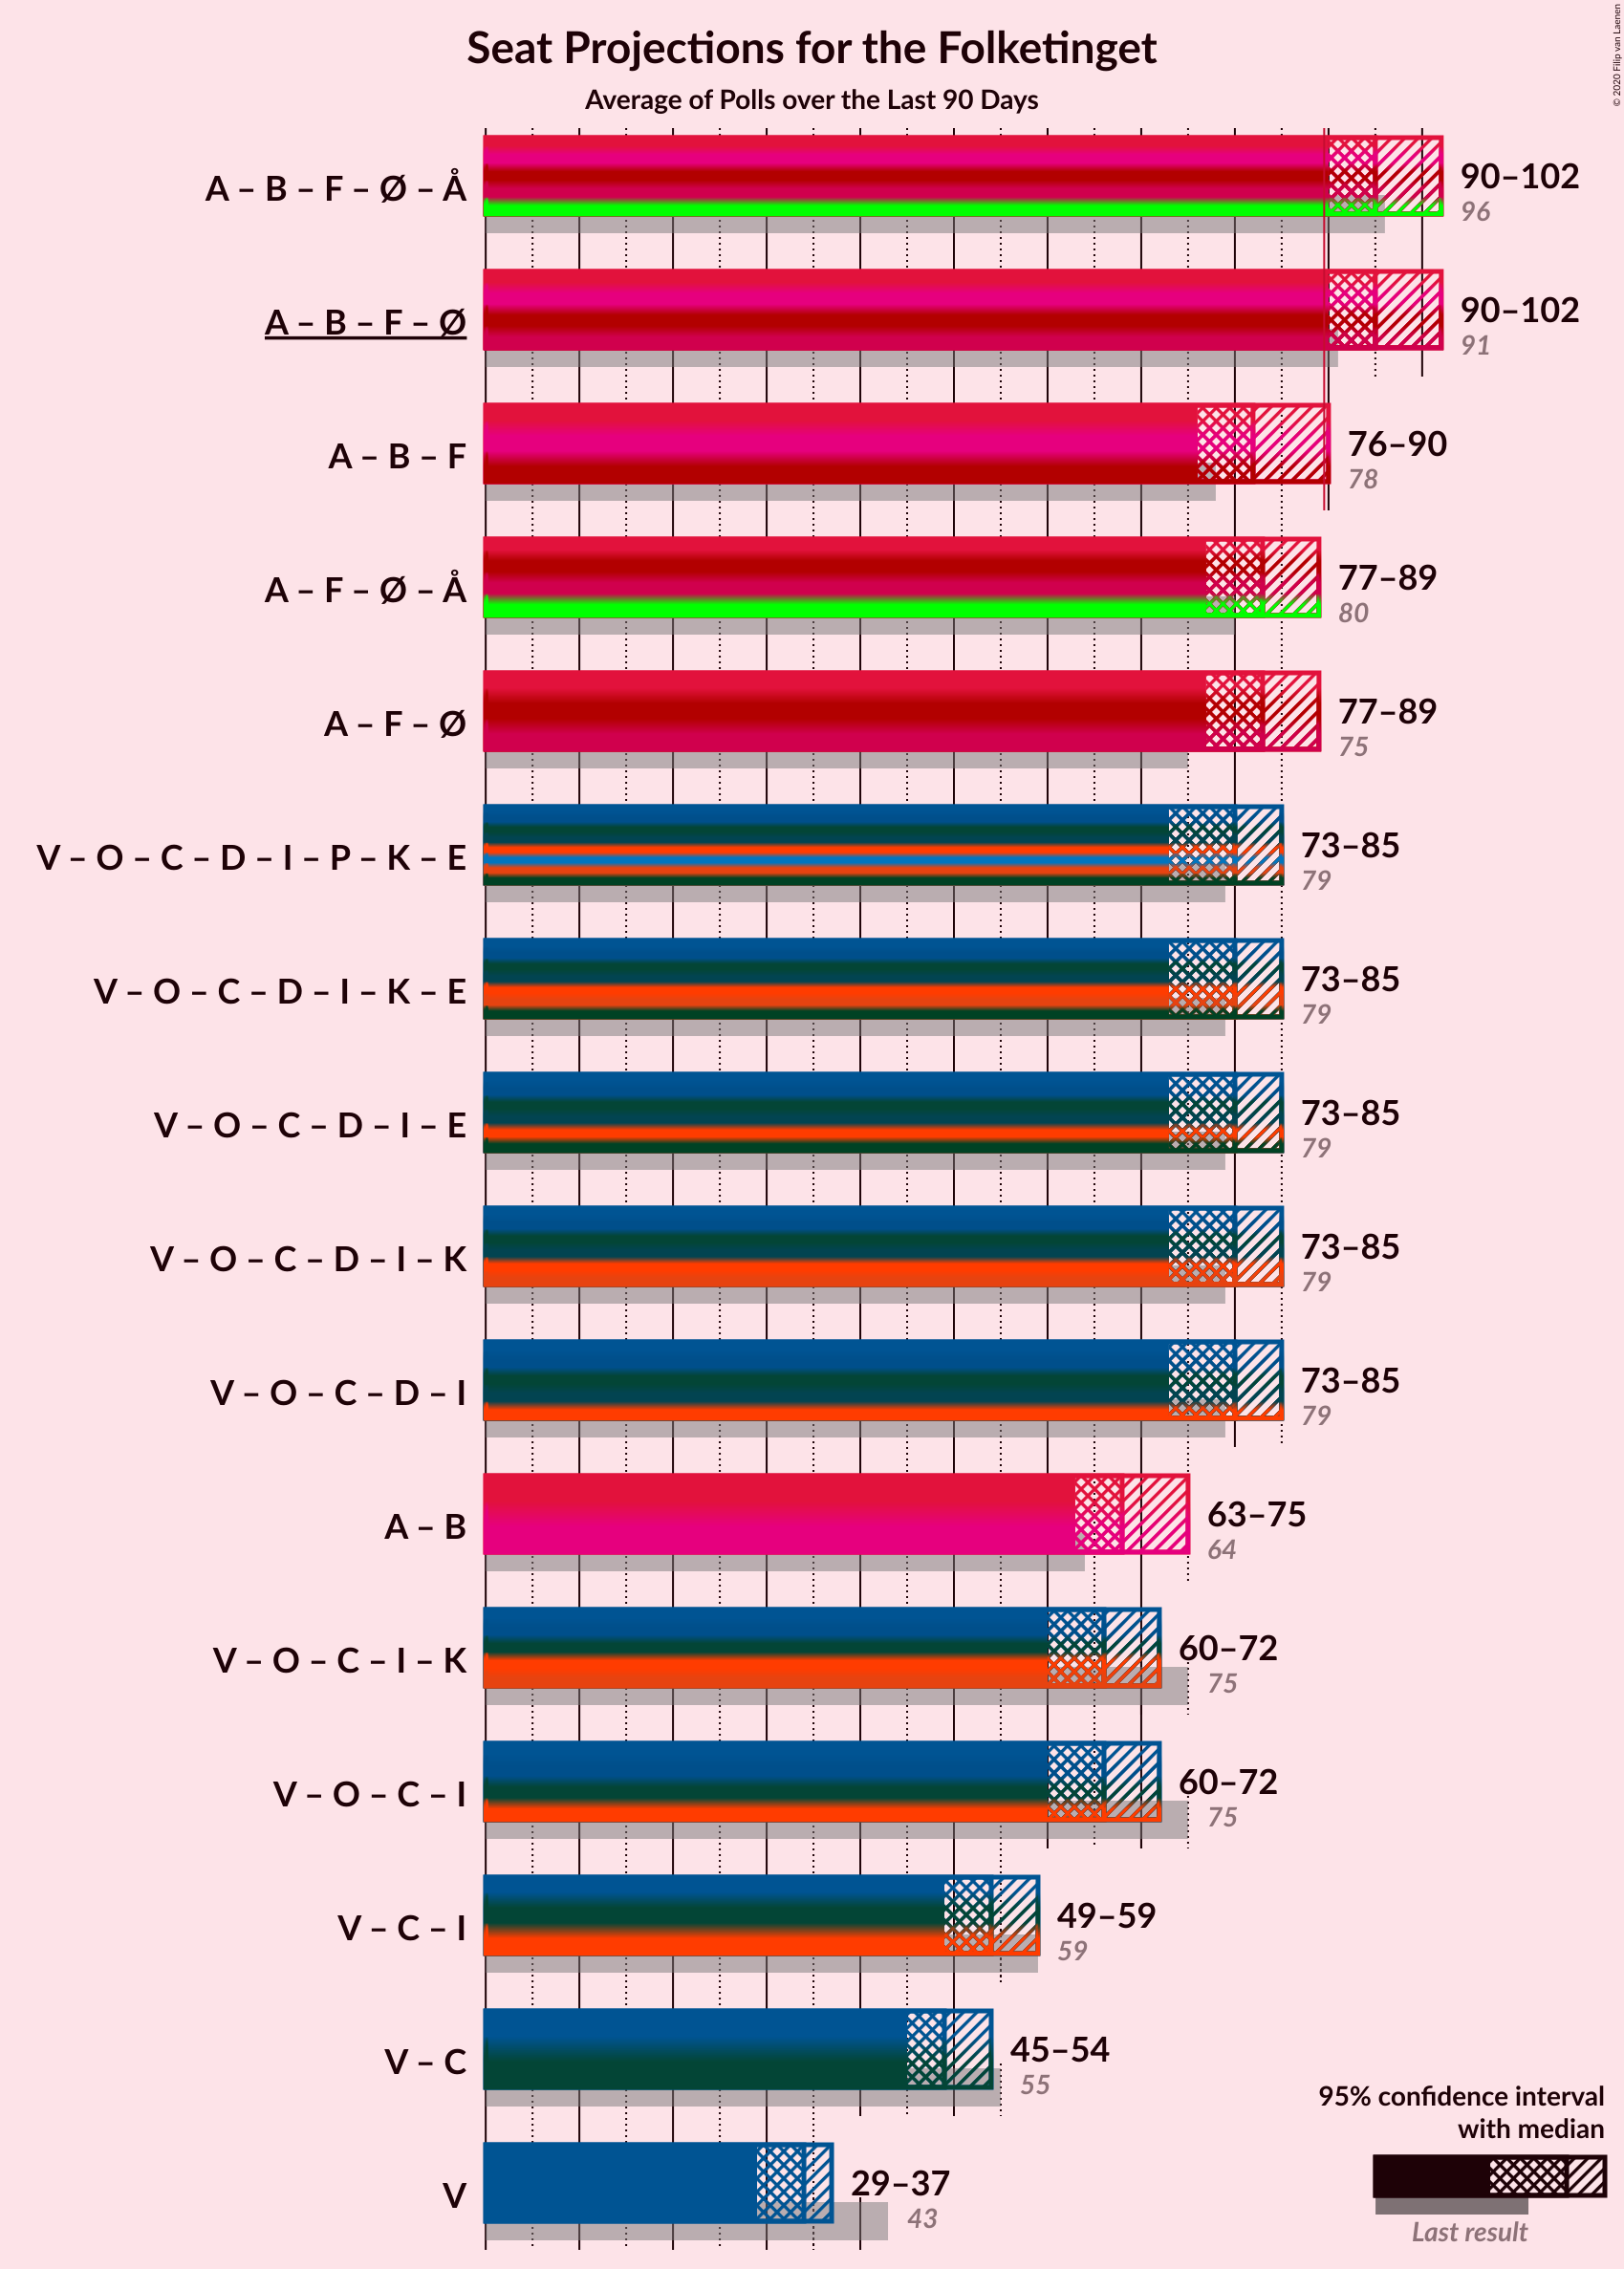 Seat Projections for the Folketinget
Average of Polls over the Last 90 Days
© 2020 Filip van Laenen
A – B – F – Ø – Å
90–102
96
A – B – F – Ø
90–102
91
A – B – F
76–90
78
A – F – Ø – Å
77–89
80
A – F – Ø
77–89
75
V – O – C – D – I – P – K – E
73–85
79
V – O – C – D – I – K – E
73–85
79
V – O – C – D – I – E
73–85
79
V – O – C – D – I – K
73–85
79
V – O – C – D – I
73–85
79
A – B
63–75
64
V – O – C – I – K
60–72
75
V – O – C – I
60–72
75
V – C – I
49–59
59
V – C
45–54
55
V
29–37
43
95% confidence interval
with median
Last result